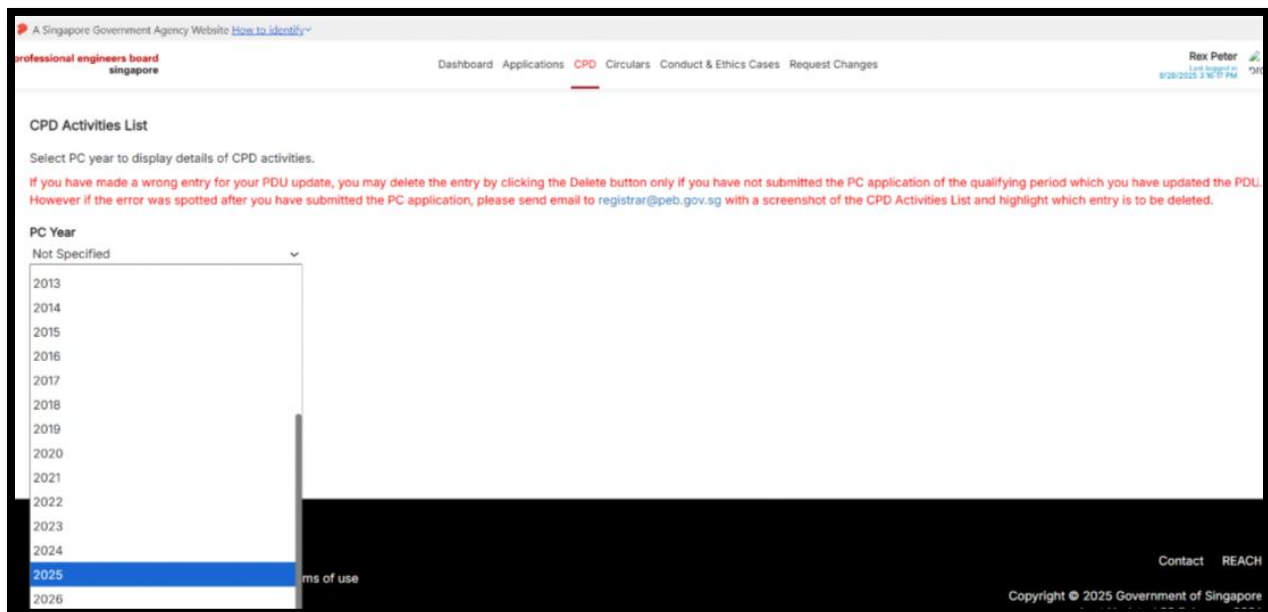 A Singapore Government Agency Website How to identify
professional engineers board
singapore
Dashboard Applications CPD Circulars Conduct & Ethics Cases Request Changes
Rex Peter
Last logged in
CPD Activities List
Select PC year to display details of CPD activities.
If you have made a wrong entry for your PDU update, you may delete the entry by clicking the Delete button only if you have not submitted the PC application of the qualifying period which you have updated the PDU.
However if the error was spotted after you have submitted the PC application, please send email to registrar@peb.gov.sg with a screenshot of the CPD Activities List and highlight which entry is to be deleted.
PC Year
Not Specified
2013
2014
2015
2016
2017
2018
2019
2020
2021
2022
2023
2024
2025
2026
ms of use
Contact REACH
Copyright © 2025 Government of Singapore